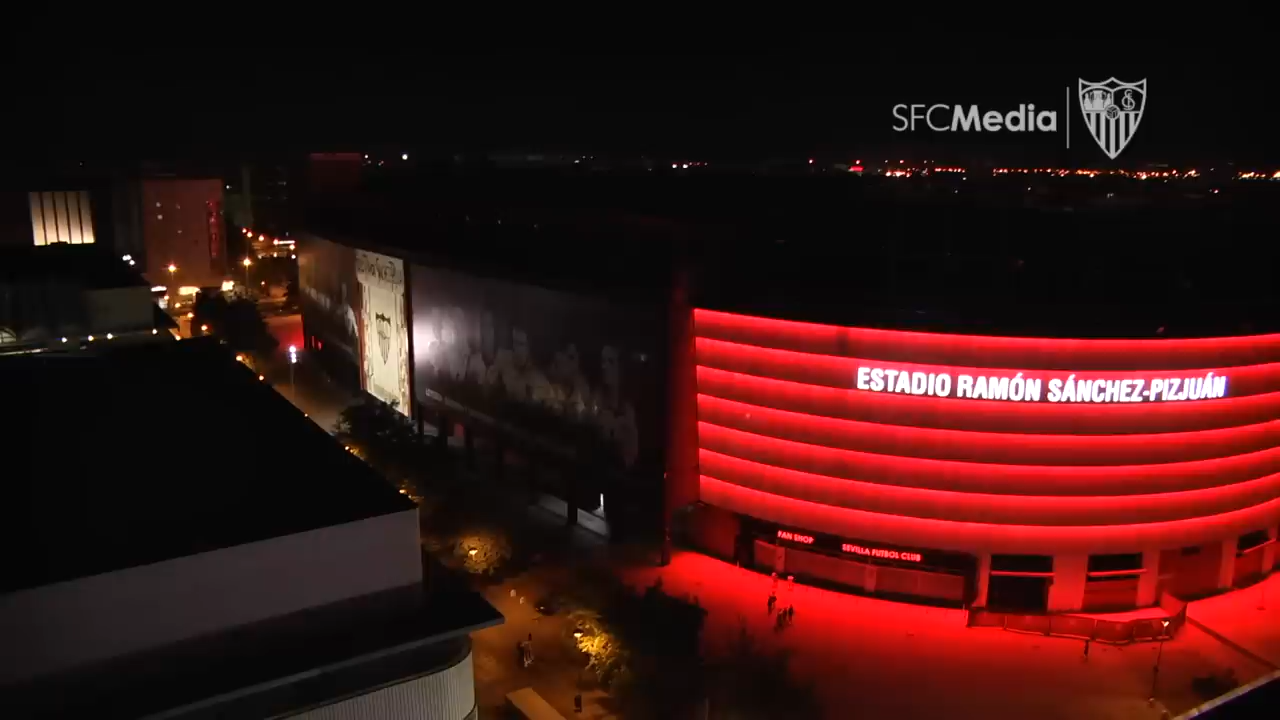 SFCMedia
ESTADIO RAMÓN SÁNCHEZ-PIZJUÁN
FAN SHOP
SEVILLA FUTBOL CLUB